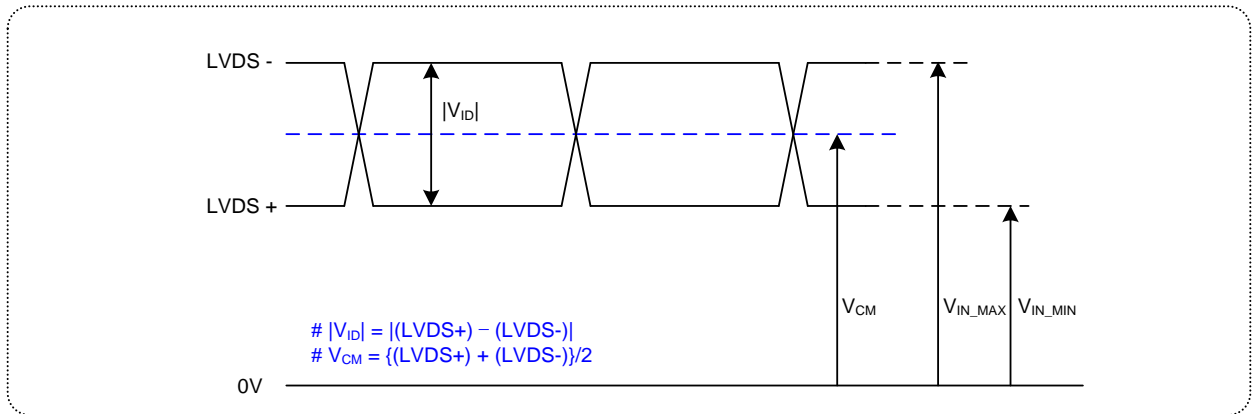 LVDS -
|VID|
LVDS +
VCM
VIN_MAX
VIN_MIN
# |VID| = |(LVDS+) – (LVDS-)|
# VCM = {(LVDS+) + (LVDS-)}/2
0V